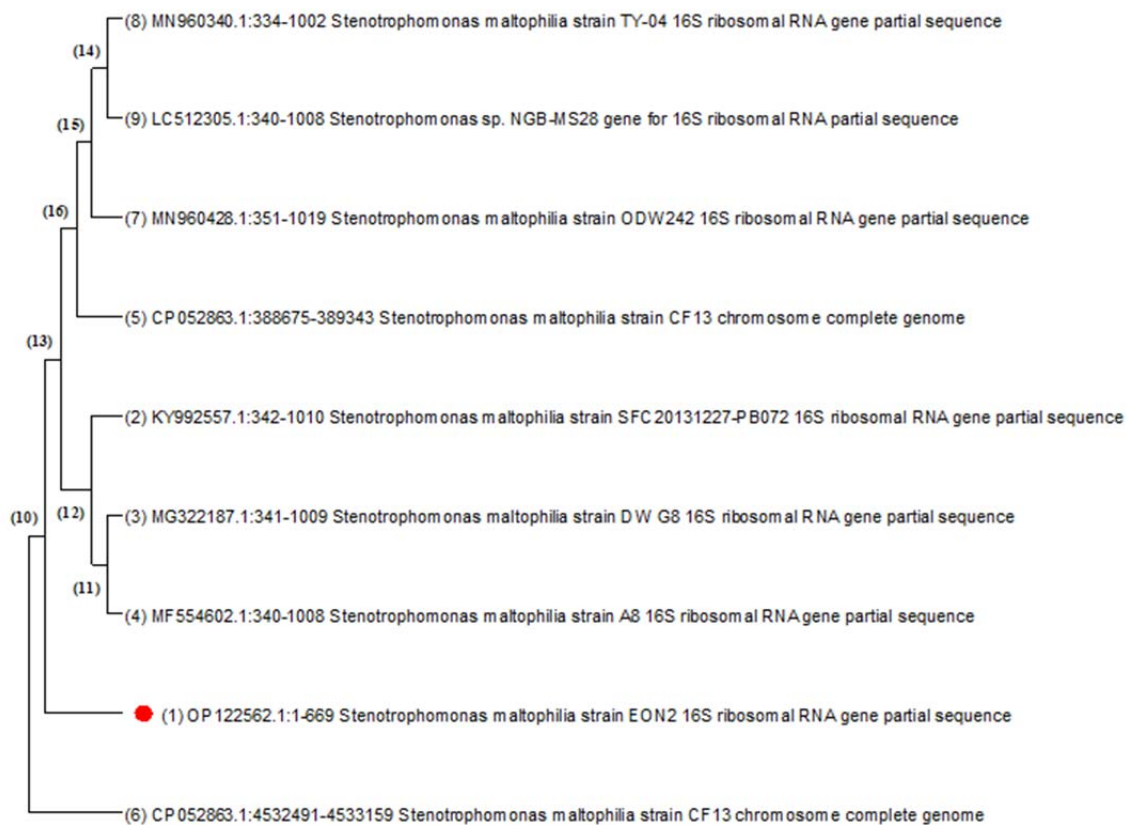 (8) MN960340.1:334-1002 Stenotrophomonas maltophilia strain TY-04 16S ribosomal RNA gene partial sequence
(14)
(9) LC512305.1:340-1008 Stenotrophomonas sp. NGB-MS28 gene for 16S ribosomal RNA partial sequence
(15)
(7) MN960428.1:351-1019 Stenotrophomonas maltophilia strain ODW242 16S ribosomal RNA gene partial sequence
(16)
(5) CP052863.1:388675-389343 Stenotrophomonas maltophilia strain CF13 chromosome complete genome
(13)
(2) KY992557.1:342-1010 Stenotrophomonas maltophilia strain SFC20131227-PB072 16S ribosomal RNA gene partial sequence
(12)
(10)
(3) MG322187.1:341-1009 Stenotrophomonas maltophilia strain DW G8 16S ribosomal RNA gene partial sequence
(11)
(4) MF554602.1:340-1008 Stenotrophomonas maltophilia strain A8 16S ribosomal RNA gene partial sequence
(1) OP122562.1:1-669 Stenotrophomonas maltophilia strain EON2 16S ribosomal RNA gene partial sequence
(6) CP052863.1:4532491-4533159 Stenotrophomonas maltophilia strain CF13 chromosome complete genome